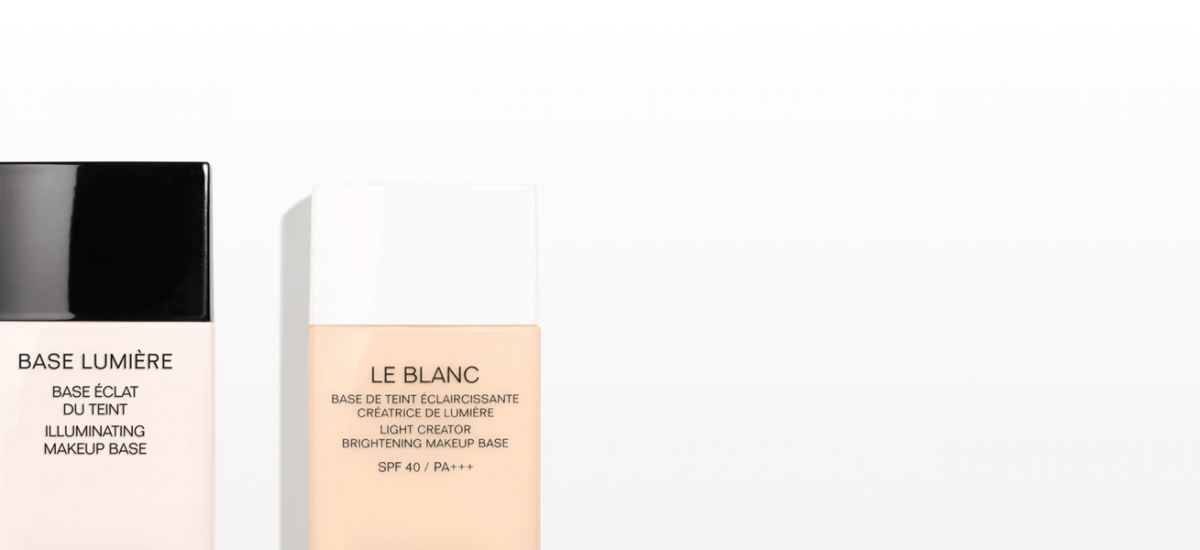 BASE LUMIÈRE
BASE ÉCLAT
DU TEINT
ILLUMINATING
MAKEUP BASE
LE BLANC
BASE DE TEINT ÉCLAIRCISSANTE
CRÉATRICE DE LUMIÈRE
LIGHT CREATOR
BRIGHTENING MAKEUP BASE
SPF 40 / PA+++